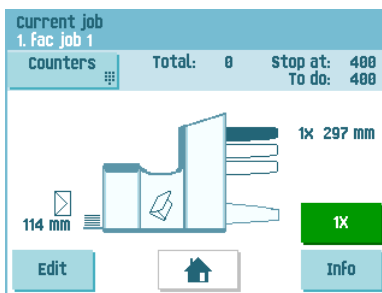 Current job
1. Fac job 1
Counters Total: 0 Stop at: 400
To do: 400
1x 297 mm
114 mm
1X
Edit Info